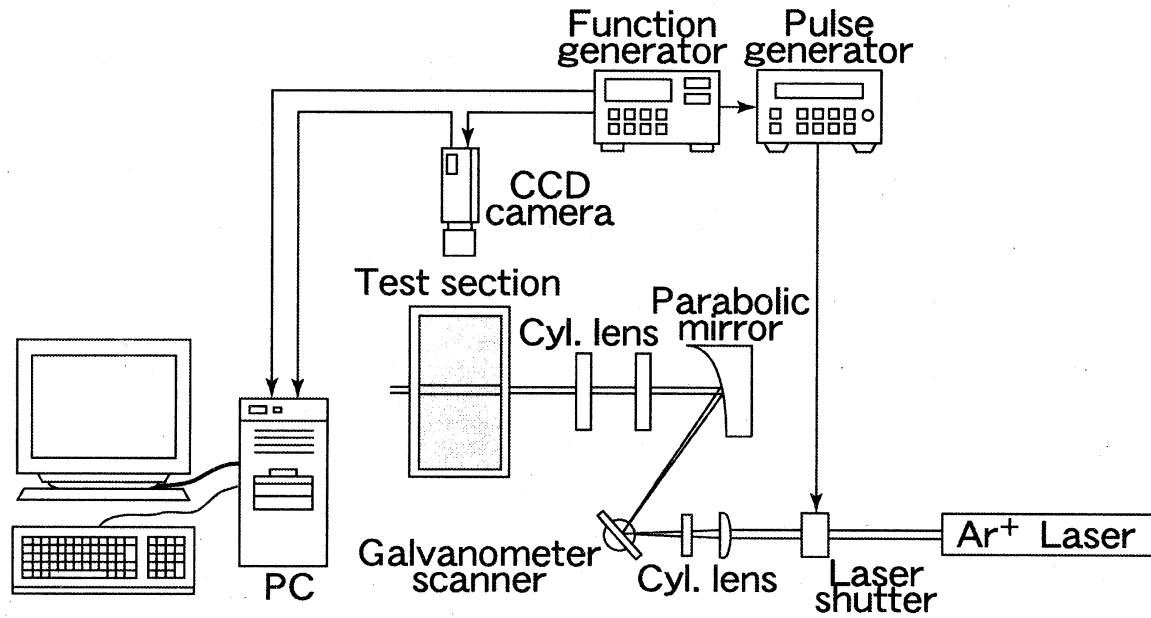 Function
generator
Pulse
generator
CCD
camera
Test section
Parabolic
mirror
Cyl. lens
Galvanometer
scanner
Cyl. lens
Laser
shutter
Ar+ Laser
PC